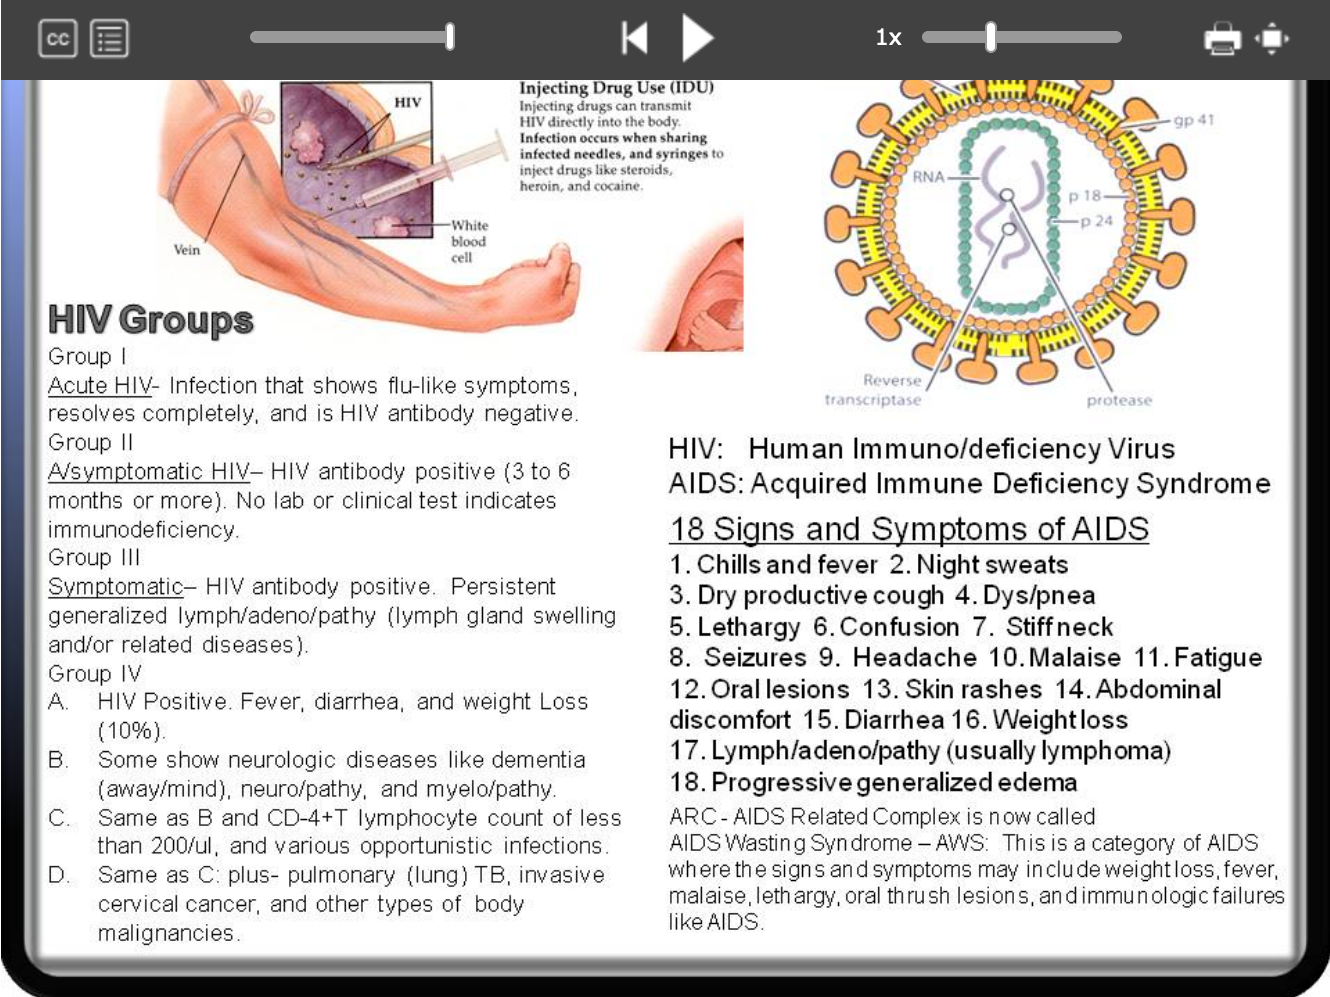 CC
1x
Injecting Drug Use (IDU)
Injecting drugs can transmit
HIV directly into the body.
Infection occurs when sharing
infected needles, and syringes to
inject drugs like steroids,
heroin, and cocaine.
HIV
White
blood
cell
Vein
gp 41
RNA
p 18
p 24
Reverse
transcriptase
protease
HIV Groups
Group I
Acute HIV- Infection that shows flu-like symptoms,
resolves completely, and is HIV antibody negative.
Group II
A/symptomatic HIV– HIV antibody positive (3 to 6
months or more). No lab or clinical test indicates
immunodeficiency.
Group III
Symptomatic– HIV antibody positive. Persistent
generalized lymph/adeno/pathy (lymph gland swelling
and/or related diseases).
Group IV
A. HIV Positive. Fever, diarrhea, and weight Loss
(10%).
B. Some show neurologic diseases like dementia
(away/mind), neuro/pathy, and myelo/pathy.
C. Same as B and CD-4+T lymphocyte count of less
than 200/ul, and various opportunistic infections.
D. Same as C: plus- pulmonary (lung) TB, invasive
cervical cancer, and other types of body
malignancies.
HIV: Human Immuno/deficiency Virus
AIDS: Acquired Immune Deficiency Syndrome
18 Signs and Symptoms of AIDS
1. Chills and fever 2. Night sweats
3. Dry productive cough 4. Dys/pnea
5. Lethargy 6. Confusion 7. Stiff neck
8. Seizures 9. Headache 10. Malaise 11. Fatigue
12. Oral lesions 13. Skin rashes 14. Abdominal
discomfort 15. Diarrhea 16. Weight loss
17. Lymph/adeno/pathy (usually lymphoma)
18. Progressive generalized edema
ARC - AIDS Related Complex is now called
AIDS Wasting Syndrome – AWS: This is a category of AIDS
where the signs and symptoms may include weight loss, fever,
malaise, lethargy, oral thrush lesions, and immunologic failures
like AIDS.